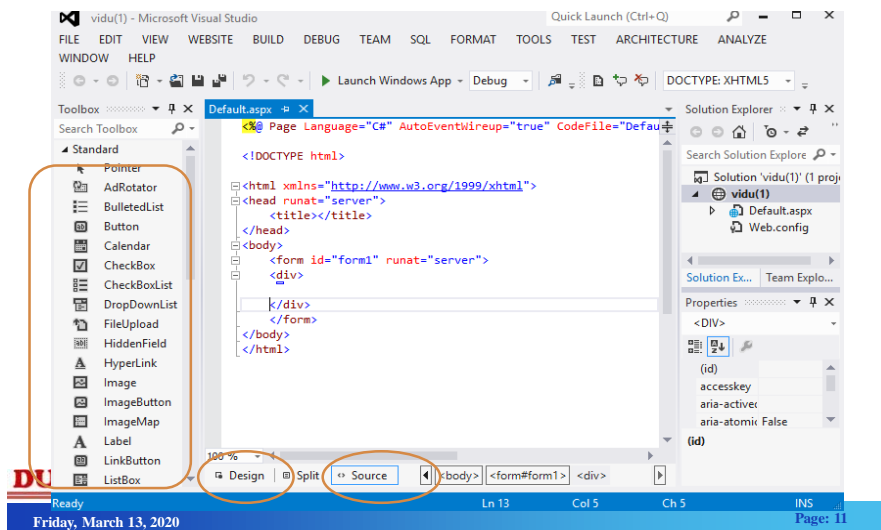 vidu(1) - Microsoft Visual Studio
Quick Launch (Ctrl+Q)
FILE EDIT VIEW WEBSITE BUILD DEBUG TEAM SQL FORMAT TOOLS TEST ARCHITECTURE ANALYZE
WINDOW HELP
Launch Windows App Debug DOCTYPE: XHTML5
Toolbox
Search Toolbox
Standard
Pointer
AdRotator
BulletedList
Button
Calendar
CheckBox
CheckBoxList
DropDownList
FileUpload
HiddenField
HyperLink
Image
ImageButton
ImageMap
Label
LinkButton
ListBox
Default.aspx
<%@ Page Language="C#" AutoEventWireup="true" CodeFile="Defau
<!DOCTYPE html>
<html xmlns="http://www.w3.org/1999/xhtml">
<head runat="server">
<title></title>
</head>
<body>
<form id="form1" runat="server">
<div>
</div>
</form>
</body>
</html>
100 %
Design Split Source <body> <form#form1> <div>
Solution Explorer
Search Solution Explore
Solution 'vidu(1)' (1 proje
vidu(1)
Default.aspx
Web.config
Solution Ex... Team Explo...
Properties
<DIV>
(id)
accesskey
aria-activec
aria-atomic False
(id)
Ready Ln 13 Col 5 Ch 5 INS
Friday, March 13, 2020
Page: 11